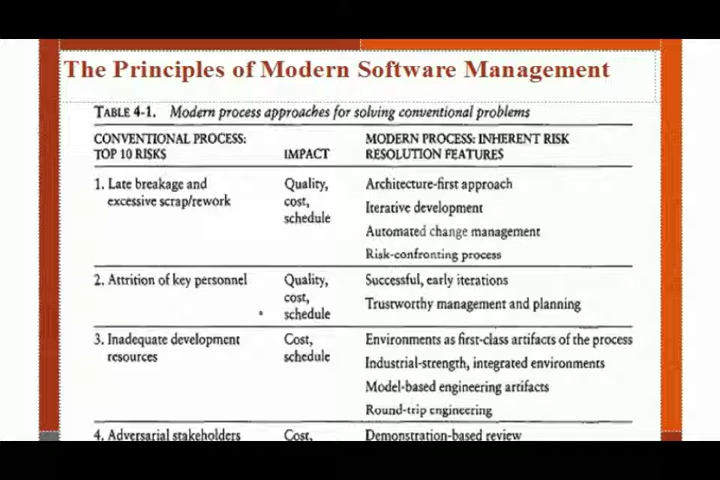 The Principles of Modern Software Management
TABLE 4-1. Modern process approaches for solving conventional problems
CONVENTIONAL PROCESS: TOP 10 RISKS IMPACT MODERN PROCESS: INHERENT RISK RESOLUTION FEATURES
1. Late breakage and excessive scrap/rework
Quality, cost, schedule
Architecture-first approach
Iterative development
Automated change management
Risk-confronting process
2. Attrition of key personnel
Quality, cost, schedule
Successful, early iterations
Trustworthy management and planning
3. Inadequate development resources
Cost, schedule
Environments as first-class artifacts of the process
Industrial-strength, integrated environments
Model-based engineering artifacts
Round-trip engineering
4. Adversarial stakeholders
Cost,
Demonstration-based review